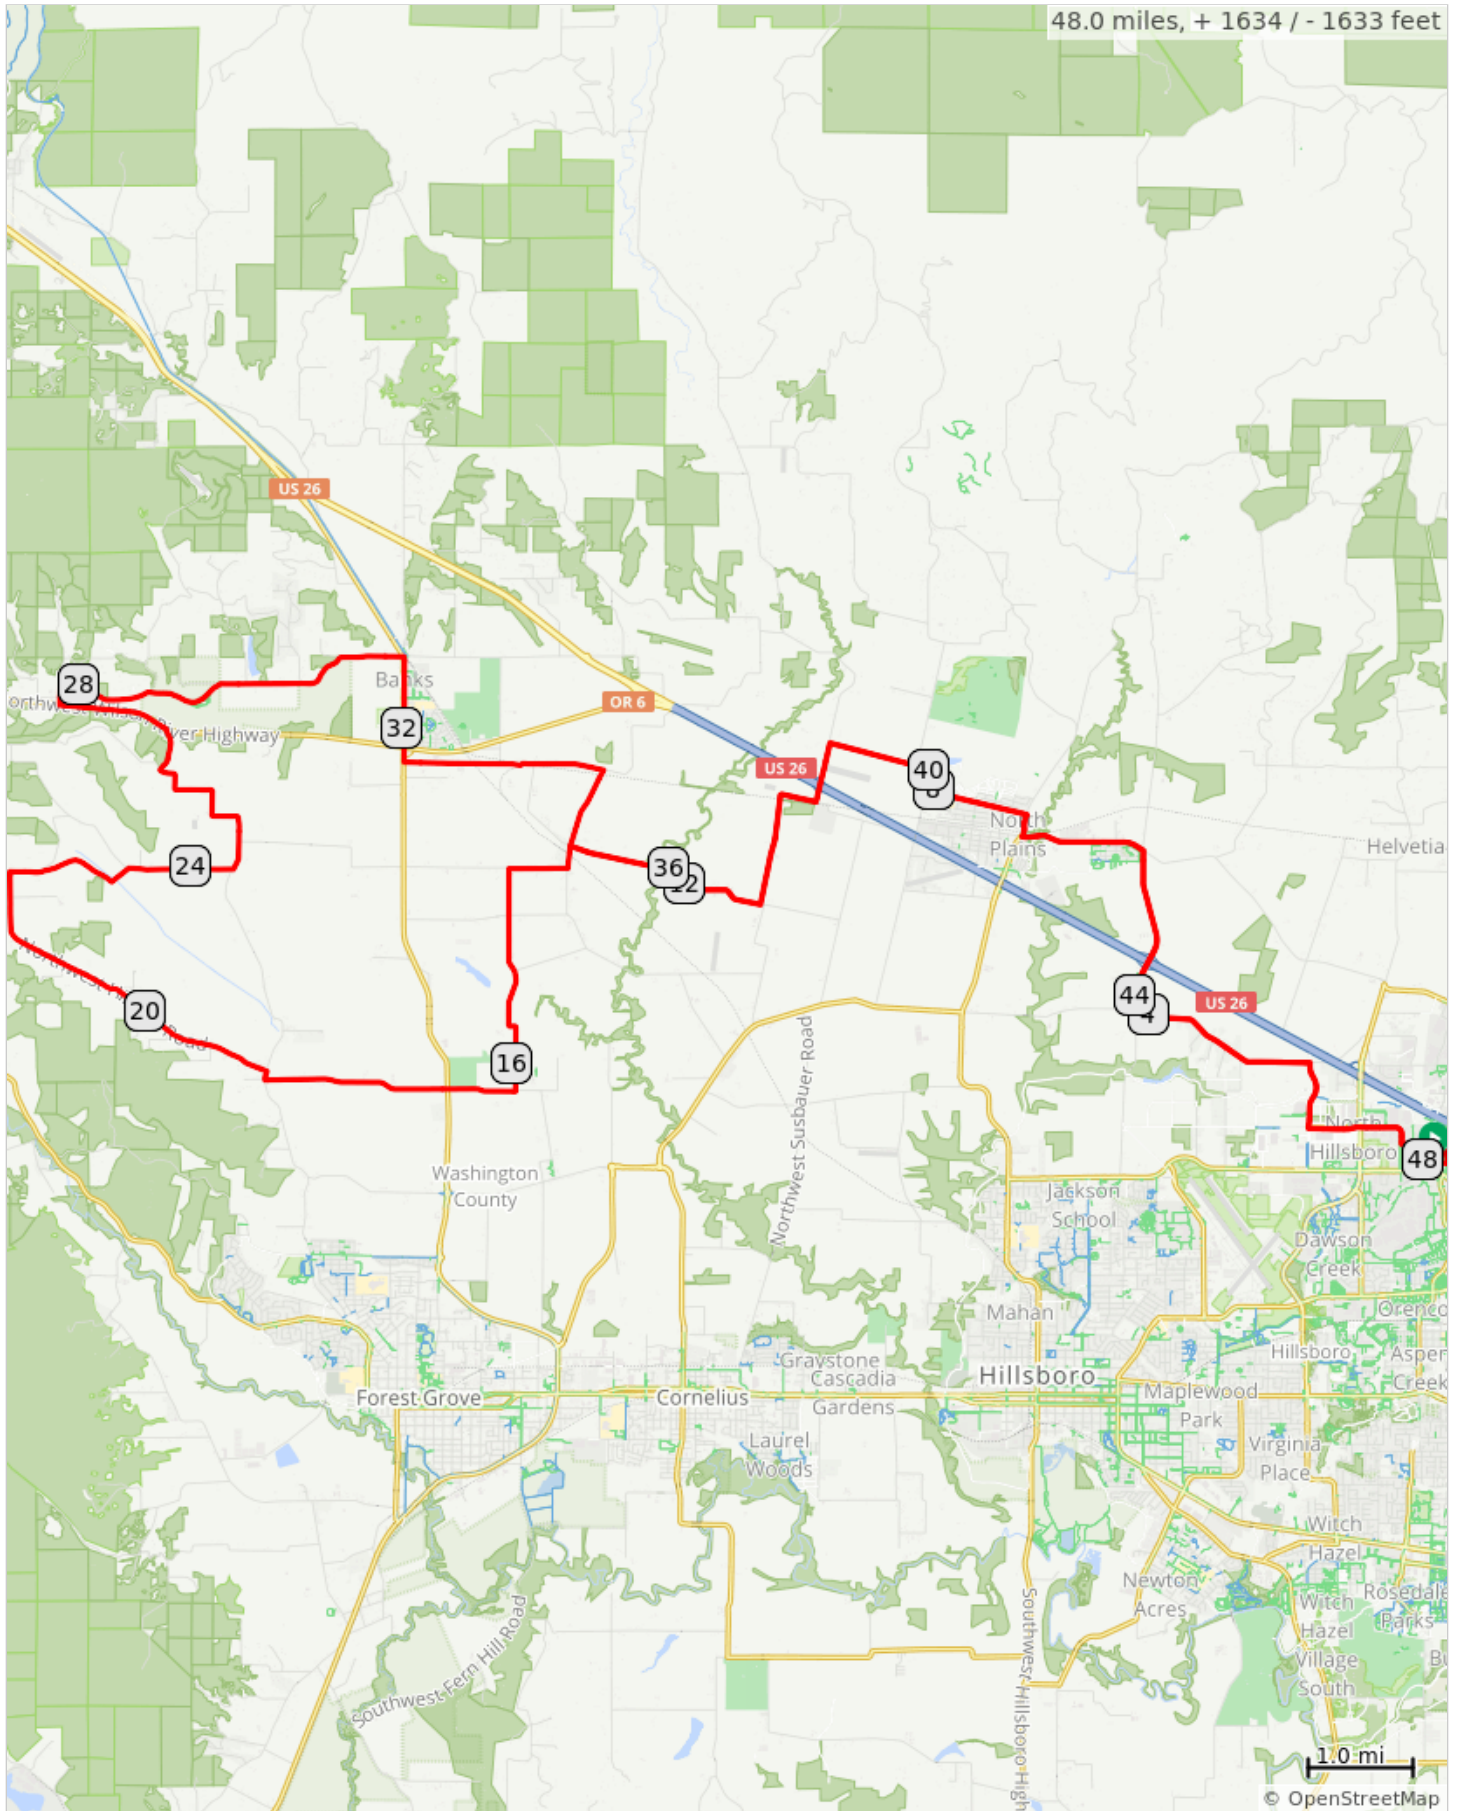 48.0 miles, + 1634 / - 1633 feet
US 26
Banks
28
OR 6
32
River Highway
US 26
40
North
Plains
Helvetia
24
36
12
20
Road
44
4
US 26
16
North
Hillsboro
48
Northwest Susbauer Road
Washington
County
Jackson
School
Dawson
Creek
Mahan
Orenco
Hillsboro
Graystone
Cascadia
Gardens
Hillsboro
Aspen
Creek
Forest Grove
Cornelius
Maplewood
Park
Laurel
Woods
Virginia
Place
Witch
Hazel
Newton
Acres
Rosedale
Parks
Witch
Hazel
Village
South
Southwest Fern Hill Road
Southwest Hillsboro High
1.0 mi
© OpenStreetMap